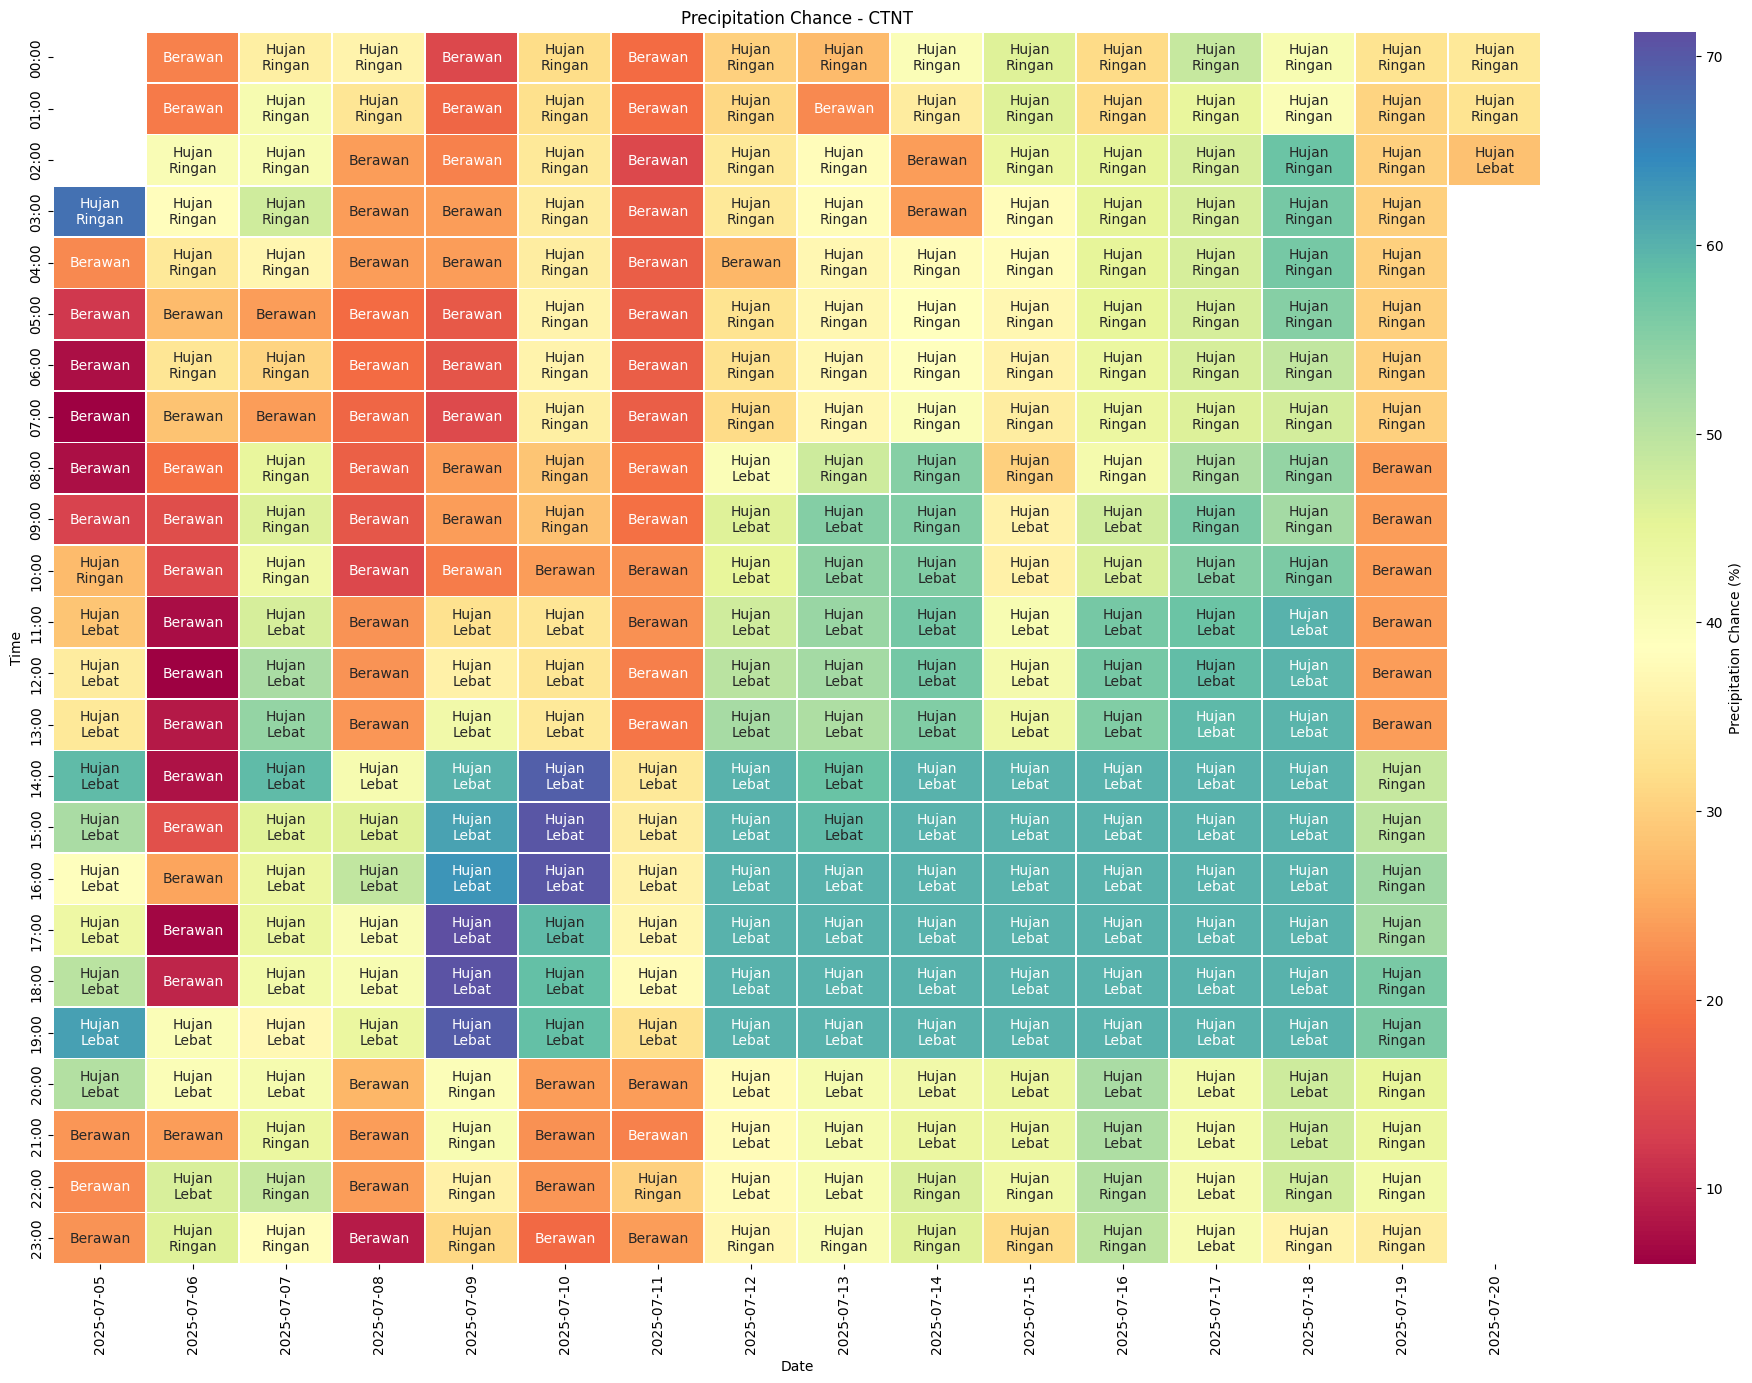 Precipitation Chance - CTNT
00:00 Berawan Hujan Ringan Hujan Ringan Berawan Hujan Ringan Berawan Hujan Ringan Hujan Ringan Hujan Ringan Hujan Ringan Hujan Ringan Hujan Ringan Hujan Ringan Hujan Ringan Hujan Ringan
01:00 Berawan Hujan Ringan Hujan Ringan Berawan Hujan Ringan Berawan Hujan Ringan Berawan Hujan Ringan Hujan Ringan Hujan Ringan Hujan Ringan Hujan Ringan Hujan Ringan Hujan Ringan
02:00 Hujan Ringan Hujan Ringan Berawan Berawan Hujan Ringan Berawan Hujan Ringan Hujan Ringan Berawan Hujan Ringan Hujan Ringan Hujan Ringan Hujan Ringan Hujan Ringan Hujan Lebat
03:00 Hujan Ringan Hujan Ringan Hujan Ringan Berawan Berawan Hujan Ringan Berawan Hujan Ringan Hujan Ringan Berawan Hujan Ringan Hujan Ringan Hujan Ringan Hujan Ringan Hujan Ringan
04:00 Berawan Hujan Ringan Hujan Ringan Berawan Berawan Hujan Ringan Berawan Berawan Hujan Ringan Hujan Ringan Hujan Ringan Hujan Ringan Hujan Ringan Hujan Ringan Hujan Ringan
05:00 Berawan Berawan Berawan Berawan Berawan Hujan Ringan Berawan Hujan Ringan Hujan Ringan Hujan Ringan Hujan Ringan Hujan Ringan Hujan Ringan Hujan Ringan Hujan Ringan
06:00 Berawan Hujan Ringan Hujan Ringan Berawan Berawan Hujan Ringan Berawan Hujan Ringan Hujan Ringan Hujan Ringan Hujan Ringan Hujan Ringan Hujan Ringan Hujan Ringan Hujan Ringan
07:00 Berawan Berawan Berawan Berawan Berawan Hujan Ringan Berawan Hujan Ringan Hujan Ringan Hujan Ringan Hujan Ringan Hujan Ringan Hujan Ringan Hujan Ringan Hujan Ringan
08:00 Berawan Berawan Hujan Ringan Berawan Berawan Hujan Ringan Berawan Hujan Lebat Hujan Ringan Hujan Ringan Hujan Ringan Hujan Ringan Hujan Ringan Hujan Ringan Berawan
09:00 Berawan Berawan Hujan Ringan Berawan Berawan Hujan Ringan Berawan Hujan Lebat Hujan Lebat Hujan Ringan Hujan Lebat Hujan Lebat Hujan Ringan Hujan Ringan Berawan
10:00 Hujan Ringan Berawan Hujan Ringan Berawan Berawan Berawan Berawan Hujan Lebat Hujan Lebat Hujan Lebat Hujan Lebat Hujan Lebat Hujan Lebat Hujan Ringan Berawan
11:00 Hujan Lebat Berawan Hujan Lebat Berawan Hujan Lebat Hujan Lebat Berawan Hujan Lebat Hujan Lebat Hujan Lebat Hujan Lebat Hujan Lebat Hujan Lebat Hujan Lebat Berawan
12:00 Hujan Lebat Berawan Hujan Lebat Berawan Hujan Lebat Hujan Lebat Berawan Hujan Lebat Hujan Lebat Hujan Lebat Hujan Lebat Hujan Lebat Hujan Lebat Hujan Lebat Berawan
13:00 Hujan Lebat Berawan Hujan Lebat Berawan Hujan Lebat Hujan Lebat Berawan Hujan Lebat Hujan Lebat Hujan Lebat Hujan Lebat Hujan Lebat Hujan Lebat Hujan Lebat Berawan
14:00 Hujan Lebat Berawan Hujan Lebat Hujan Lebat Hujan Lebat Hujan Lebat Hujan Lebat Hujan Lebat Hujan Lebat Hujan Lebat Hujan Lebat Hujan Lebat Hujan Lebat Hujan Lebat Hujan Ringan
15:00 Hujan Lebat Berawan Hujan Lebat Hujan Lebat Hujan Lebat Hujan Lebat Hujan Lebat Hujan Lebat Hujan Lebat Hujan Lebat Hujan Lebat Hujan Lebat Hujan Lebat Hujan Lebat Hujan Ringan
16:00 Hujan Lebat Berawan Hujan Lebat Hujan Lebat Hujan Lebat Hujan Lebat Hujan Lebat Hujan Lebat Hujan Lebat Hujan Lebat Hujan Lebat Hujan Lebat Hujan Lebat Hujan Lebat Hujan Ringan
17:00 Hujan Lebat Berawan Hujan Lebat Hujan Lebat Hujan Lebat Hujan Lebat Hujan Lebat Hujan Lebat Hujan Lebat Hujan Lebat Hujan Lebat Hujan Lebat Hujan Lebat Hujan Lebat Hujan Ringan
18:00 Hujan Lebat Berawan Hujan Lebat Hujan Lebat Hujan Lebat Hujan Lebat Hujan Lebat Hujan Lebat Hujan Lebat Hujan Lebat Hujan Lebat Hujan Lebat Hujan Lebat Hujan Lebat Hujan Ringan
19:00 Hujan Lebat Hujan Lebat Hujan Lebat Hujan Lebat Hujan Lebat Hujan Lebat Hujan Lebat Hujan Lebat Hujan Lebat Hujan Lebat Hujan Lebat Hujan Lebat Hujan Lebat Hujan Lebat Hujan Ringan
20:00 Hujan Lebat Hujan Lebat Hujan Lebat Berawan Hujan Ringan Berawan Berawan Hujan Lebat Hujan Lebat Hujan Lebat Hujan Lebat Hujan Lebat Hujan Lebat Hujan Lebat Hujan Ringan
21:00 Berawan Berawan Hujan Ringan Berawan Hujan Ringan Berawan Berawan Hujan Lebat Hujan Lebat Hujan Lebat Hujan Lebat Hujan Lebat Hujan Lebat Hujan Lebat Hujan Ringan
22:00 Berawan Hujan Lebat Hujan Ringan Berawan Hujan Ringan Berawan Hujan Ringan Hujan Lebat Hujan Lebat Hujan Ringan Hujan Ringan Hujan Ringan Hujan Lebat Hujan Ringan Hujan Ringan
23:00 Berawan Hujan Ringan Hujan Ringan Berawan Hujan Ringan Berawan Berawan Hujan Ringan Hujan Ringan Hujan Ringan Hujan Ringan Hujan Ringan Hujan Lebat Hujan Ringan Hujan Ringan
Time
2025-07-05 2025-07-06 2025-07-07 2025-07-08 2025-07-09 2025-07-10 2025-07-11 2025-07-12 2025-07-13 2025-07-14 2025-07-15 2025-07-16 2025-07-17 2025-07-18 2025-07-19 2025-07-20
Date
70
60
50
40
30
20
10
Precipitation Chance (%)